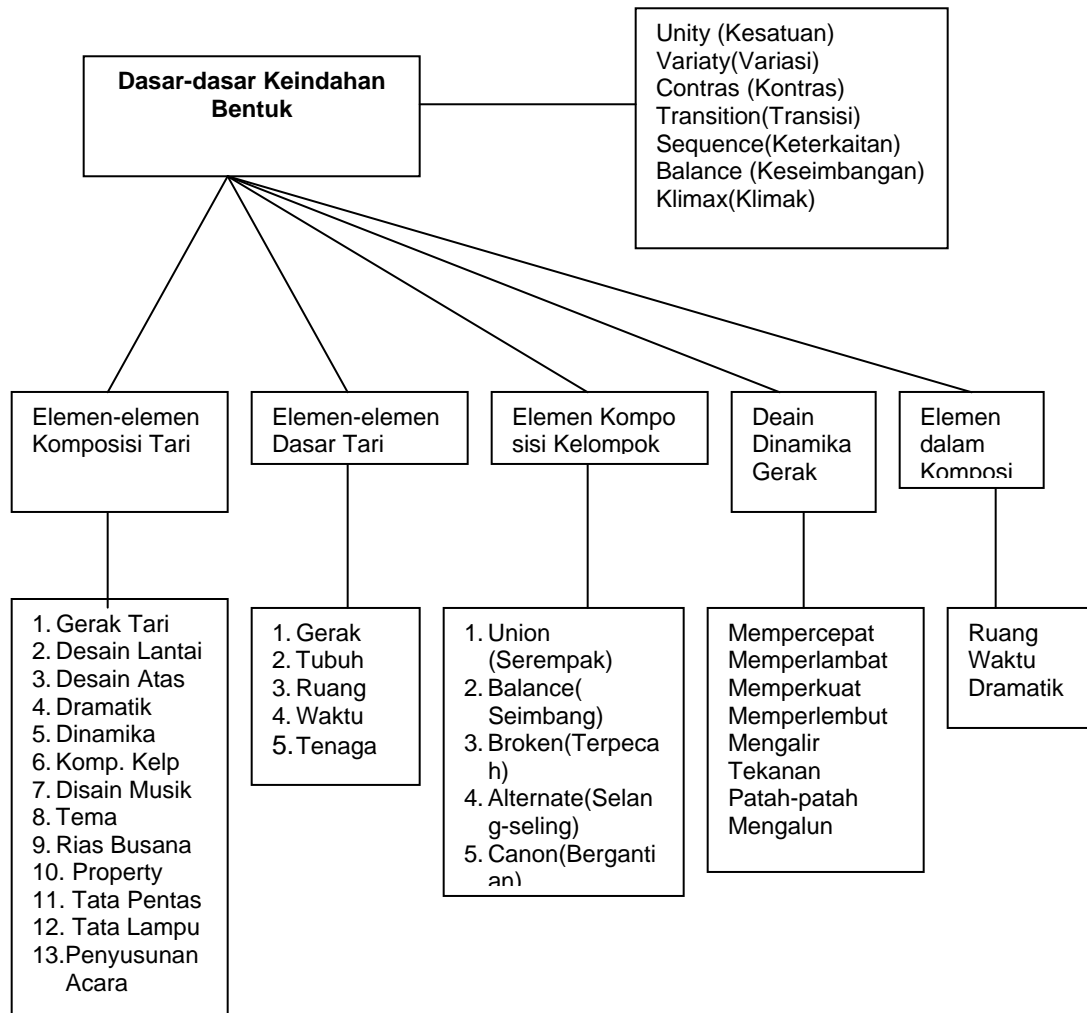 Dasar-dasar Keindahan
Bentuk
Unity (Kesatuan)
Variaty(Variasi)
Contras (Kontras)
Transition(Transisi)
Sequence(Keterkaitan)
Balance (Keseimbangan)
Klimax(Klimak)
Elemen-elemen
Komposisi Tari
Elemen-elemen
Dasar Tari
Elemen Kompo
sisi Kelompok
Deain
Dinamika
Gerak
Elemen
dalam
Komposi
1. Gerak Tari
2. Desain Lantai
3. Desain Atas
4. Dramatik
5. Dinamika
6. Komp. Kelp
7. Disain Musik
8. Tema
9. Rias Busana
10. Property
11. Tata Pentas
12. Tata Lampu
13.Penyusunan
Acara
1. Gerak
2. Tubuh
3. Ruang
4. Waktu
5. Tenaga
1. Union
(Serempak)
2. Balance(
Seimbang)
3. Broken(Terpeca
h)
4. Alternate(Selan
g-seling)
5. Canon(Berganti
an)
Mempercepat
Memperlambat
Memperkuat
Memperlembut
Mengalir
Tekanan
Patah-patah
Mengalun
Ruang
Waktu
Dramatik